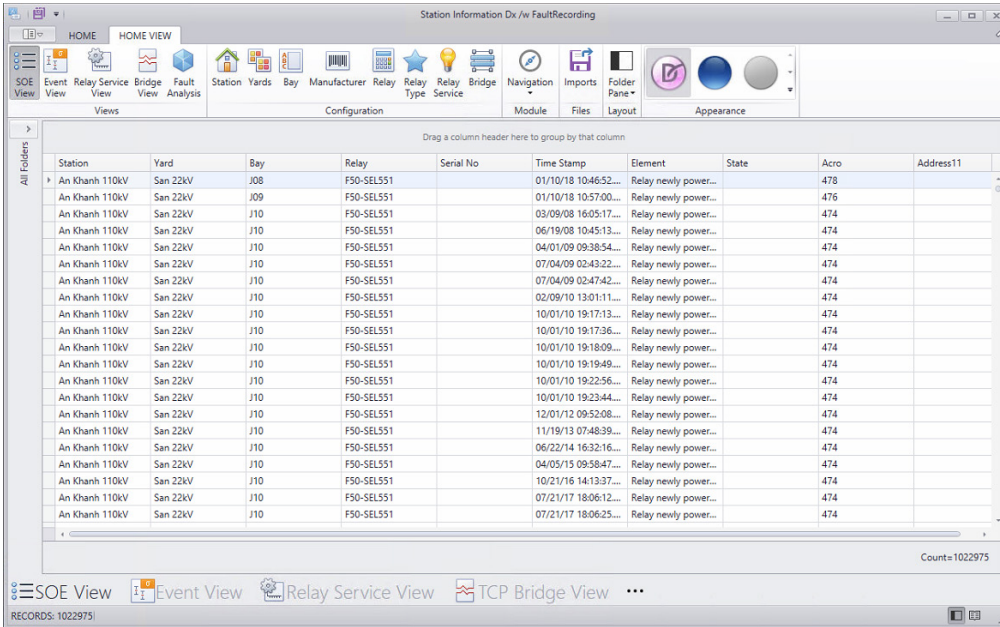 Station Information Dx /w FaultRecording
HOME HOME VIEW
SOE View Event View Relay Service View Bridge View Fault Analysis Station Yards Bay Manufacturer Relay Relay Type Relay Service Bridge Navigation Imports Folder Pane
Views Configuration Module Files Layout Appearance
All Folders
Drag a column header here to group by that column
Station Yard Bay Relay Serial No Time Stamp Element State Acro Address11
An Khanh 110kV San 22kV J08 F50-SEL551 01/10/18 10:46:52.... Relay newly power... 478
An Khanh 110kV San 22kV J09 F50-SEL551 01/10/18 10:57:00.... Relay newly power... 476
An Khanh 110kV San 22kV J10 F50-SEL551 03/09/08 16:05:17.... Relay newly power... 474
An Khanh 110kV San 22kV J10 F50-SEL551 06/19/08 10:45:13.... Relay newly power... 474
An Khanh 110kV San 22kV J10 F50-SEL551 04/01/09 09:38:54.... Relay newly power... 474
An Khanh 110kV San 22kV J10 F50-SEL551 07/04/09 02:43:22.... Relay newly power... 474
An Khanh 110kV San 22kV J10 F50-SEL551 07/04/09 02:47:42.... Relay newly power... 474
An Khanh 110kV San 22kV J10 F50-SEL551 02/09/10 13:01:11.... Relay newly power... 474
An Khanh 110kV San 22kV J10 F50-SEL551 10/01/10 19:17:13.... Relay newly power... 474
An Khanh 110kV San 22kV J10 F50-SEL551 10/01/10 19:17:36.... Relay newly power... 474
An Khanh 110kV San 22kV J10 F50-SEL551 10/01/10 19:18:09.... Relay newly power... 474
An Khanh 110kV San 22kV J10 F50-SEL551 10/01/10 19:19:49.... Relay newly power... 474
An Khanh 110kV San 22kV J10 F50-SEL551 10/01/10 19:22:56.... Relay newly power... 474
An Khanh 110kV San 22kV J10 F50-SEL551 10/01/10 19:23:44.... Relay newly power... 474
An Khanh 110kV San 22kV J10 F50-SEL551 12/01/12 09:52:08.... Relay newly power... 474
An Khanh 110kV San 22kV J10 F50-SEL551 11/19/13 07:48:39.... Relay newly power... 474
An Khanh 110kV San 22kV J10 F50-SEL551 06/22/14 16:32:16.... Relay newly power... 474
An Khanh 110kV San 22kV J10 F50-SEL551 04/05/15 09:58:47.... Relay newly power... 474
An Khanh 110kV San 22kV J10 F50-SEL551 10/21/16 14:13:37.... Relay newly power... 474
An Khanh 110kV San 22kV J10 F50-SEL551 07/21/17 18:06:12.... Relay newly power... 474
An Khanh 110kV San 22kV J10 F50-SEL551 07/21/17 18:06:25.... Relay newly power... 474
Count=1022975
SOE View Event View Relay Service View TCP Bridge View ...
RECORDS: 1022975